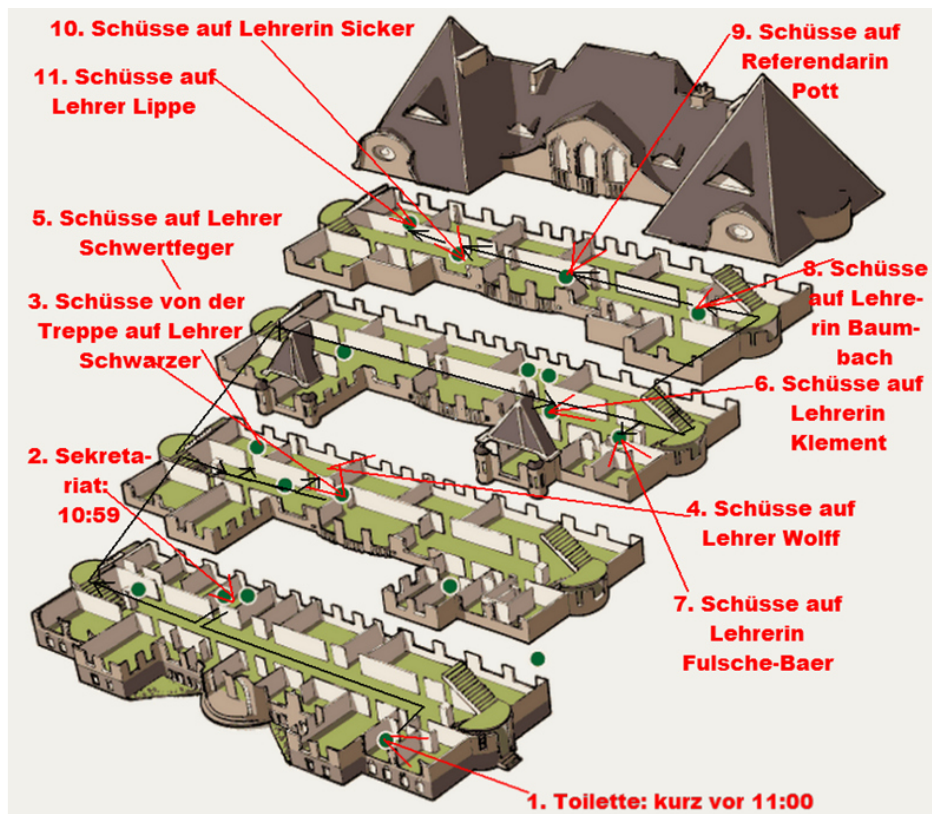 10. Schüsse auf Lehrerin Sicker
11. Schüsse auf
Lehrer Lippe
9. Schüsse auf
Referendarin
Pott
5. Schüsse auf Lehrer
Schwertfeger
3. Schüsse von der
Treppe auf Lehrer
Schwarzer
8. Schüsse
auf Lehre-
rin Baum-
bach
6. Schüsse auf
Lehrerin
Klement
2. Sekreta-
riat:
10:59
4. Schüsse auf
Lehrer Wolff
7. Schüsse auf
Lehrerin
Fulsche-Baer
1. Toilette: kurz vor 11:00